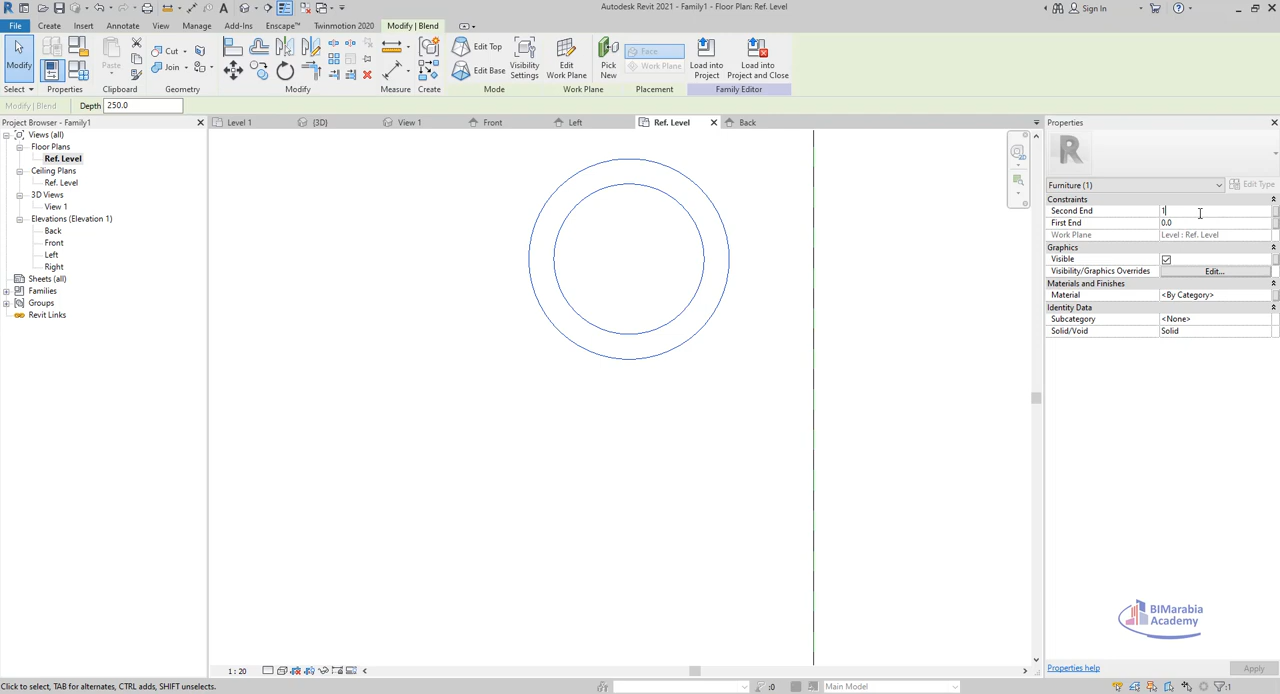 Autodesk Revit 2021 - Family1 - Floor Plan: Ref. Level
Sign In
File Create Insert Annotate View Manage Add-Ins Enscape™ Twinmotion 2020 Modify | Blend
Modify
Paste
Cut
Join
Edit Top
Edit Base
Visibility Settings
Edit Work Plane
Pick New
Face
Work Plane
Load into Project
Load into Project and Close
Select Properties Clipboard Geometry Modify Measure Create Mode Work Plane Placement Family Editor
Modify | Blend Depth 250.0
Project Browser - Family1
Level 1 {3D} View 1 Front Left Ref. Level Back
Views (all)
Floor Plans
Ref. Level
Ceiling Plans
Ref. Level
3D Views
View 1
Elevations (Elevation 1)
Back
Front
Left
Right
Sheets (all)
Families
Groups
Revit Links
Properties
Furniture (1) Edit Type
Constraints
Second End 1
First End 0.0
Work Plane Level : Ref. Level
Graphics
Visible
Visibility/Graphics Overrides Edit...
Materials and Finishes
Material <By Category>
Identity Data
Subcategory <None>
Solid/Void Solid
BIMarabia
Academy
Properties help Apply
1 : 20
Click to select, TAB for alternates, CTRL adds, SHIFT unselects. :0 Main Model :1